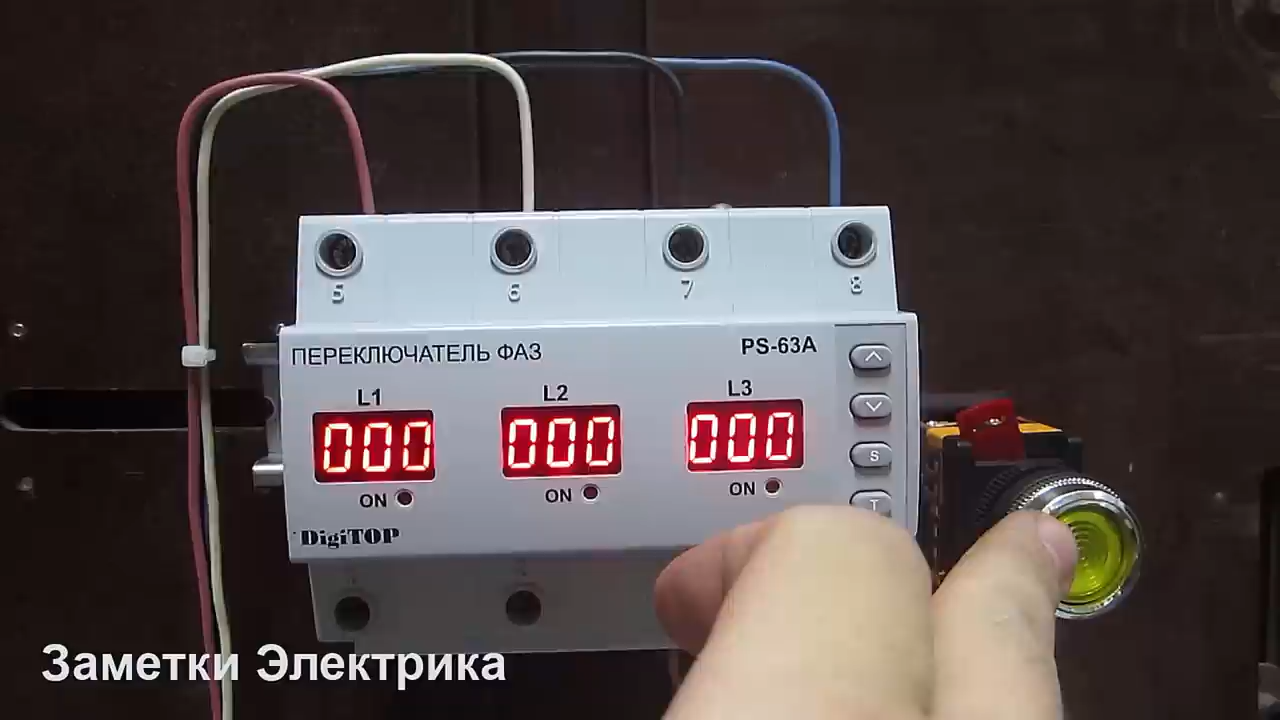 5 6 7 8
ПЕРЕКЛЮЧАТЕЛЬ ФАЗ PS-63A
L1 L2 L3
000 000 000
ON ON ON
S
T
DigiTOP
Заметки Электрика